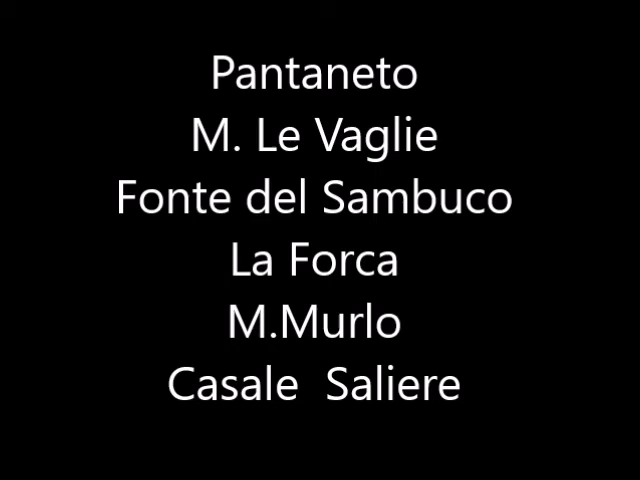 Pantaneto
M. Le Vaglie
Fonte del Sambuco
La Forca
M.Murlo
Casale  Saliere